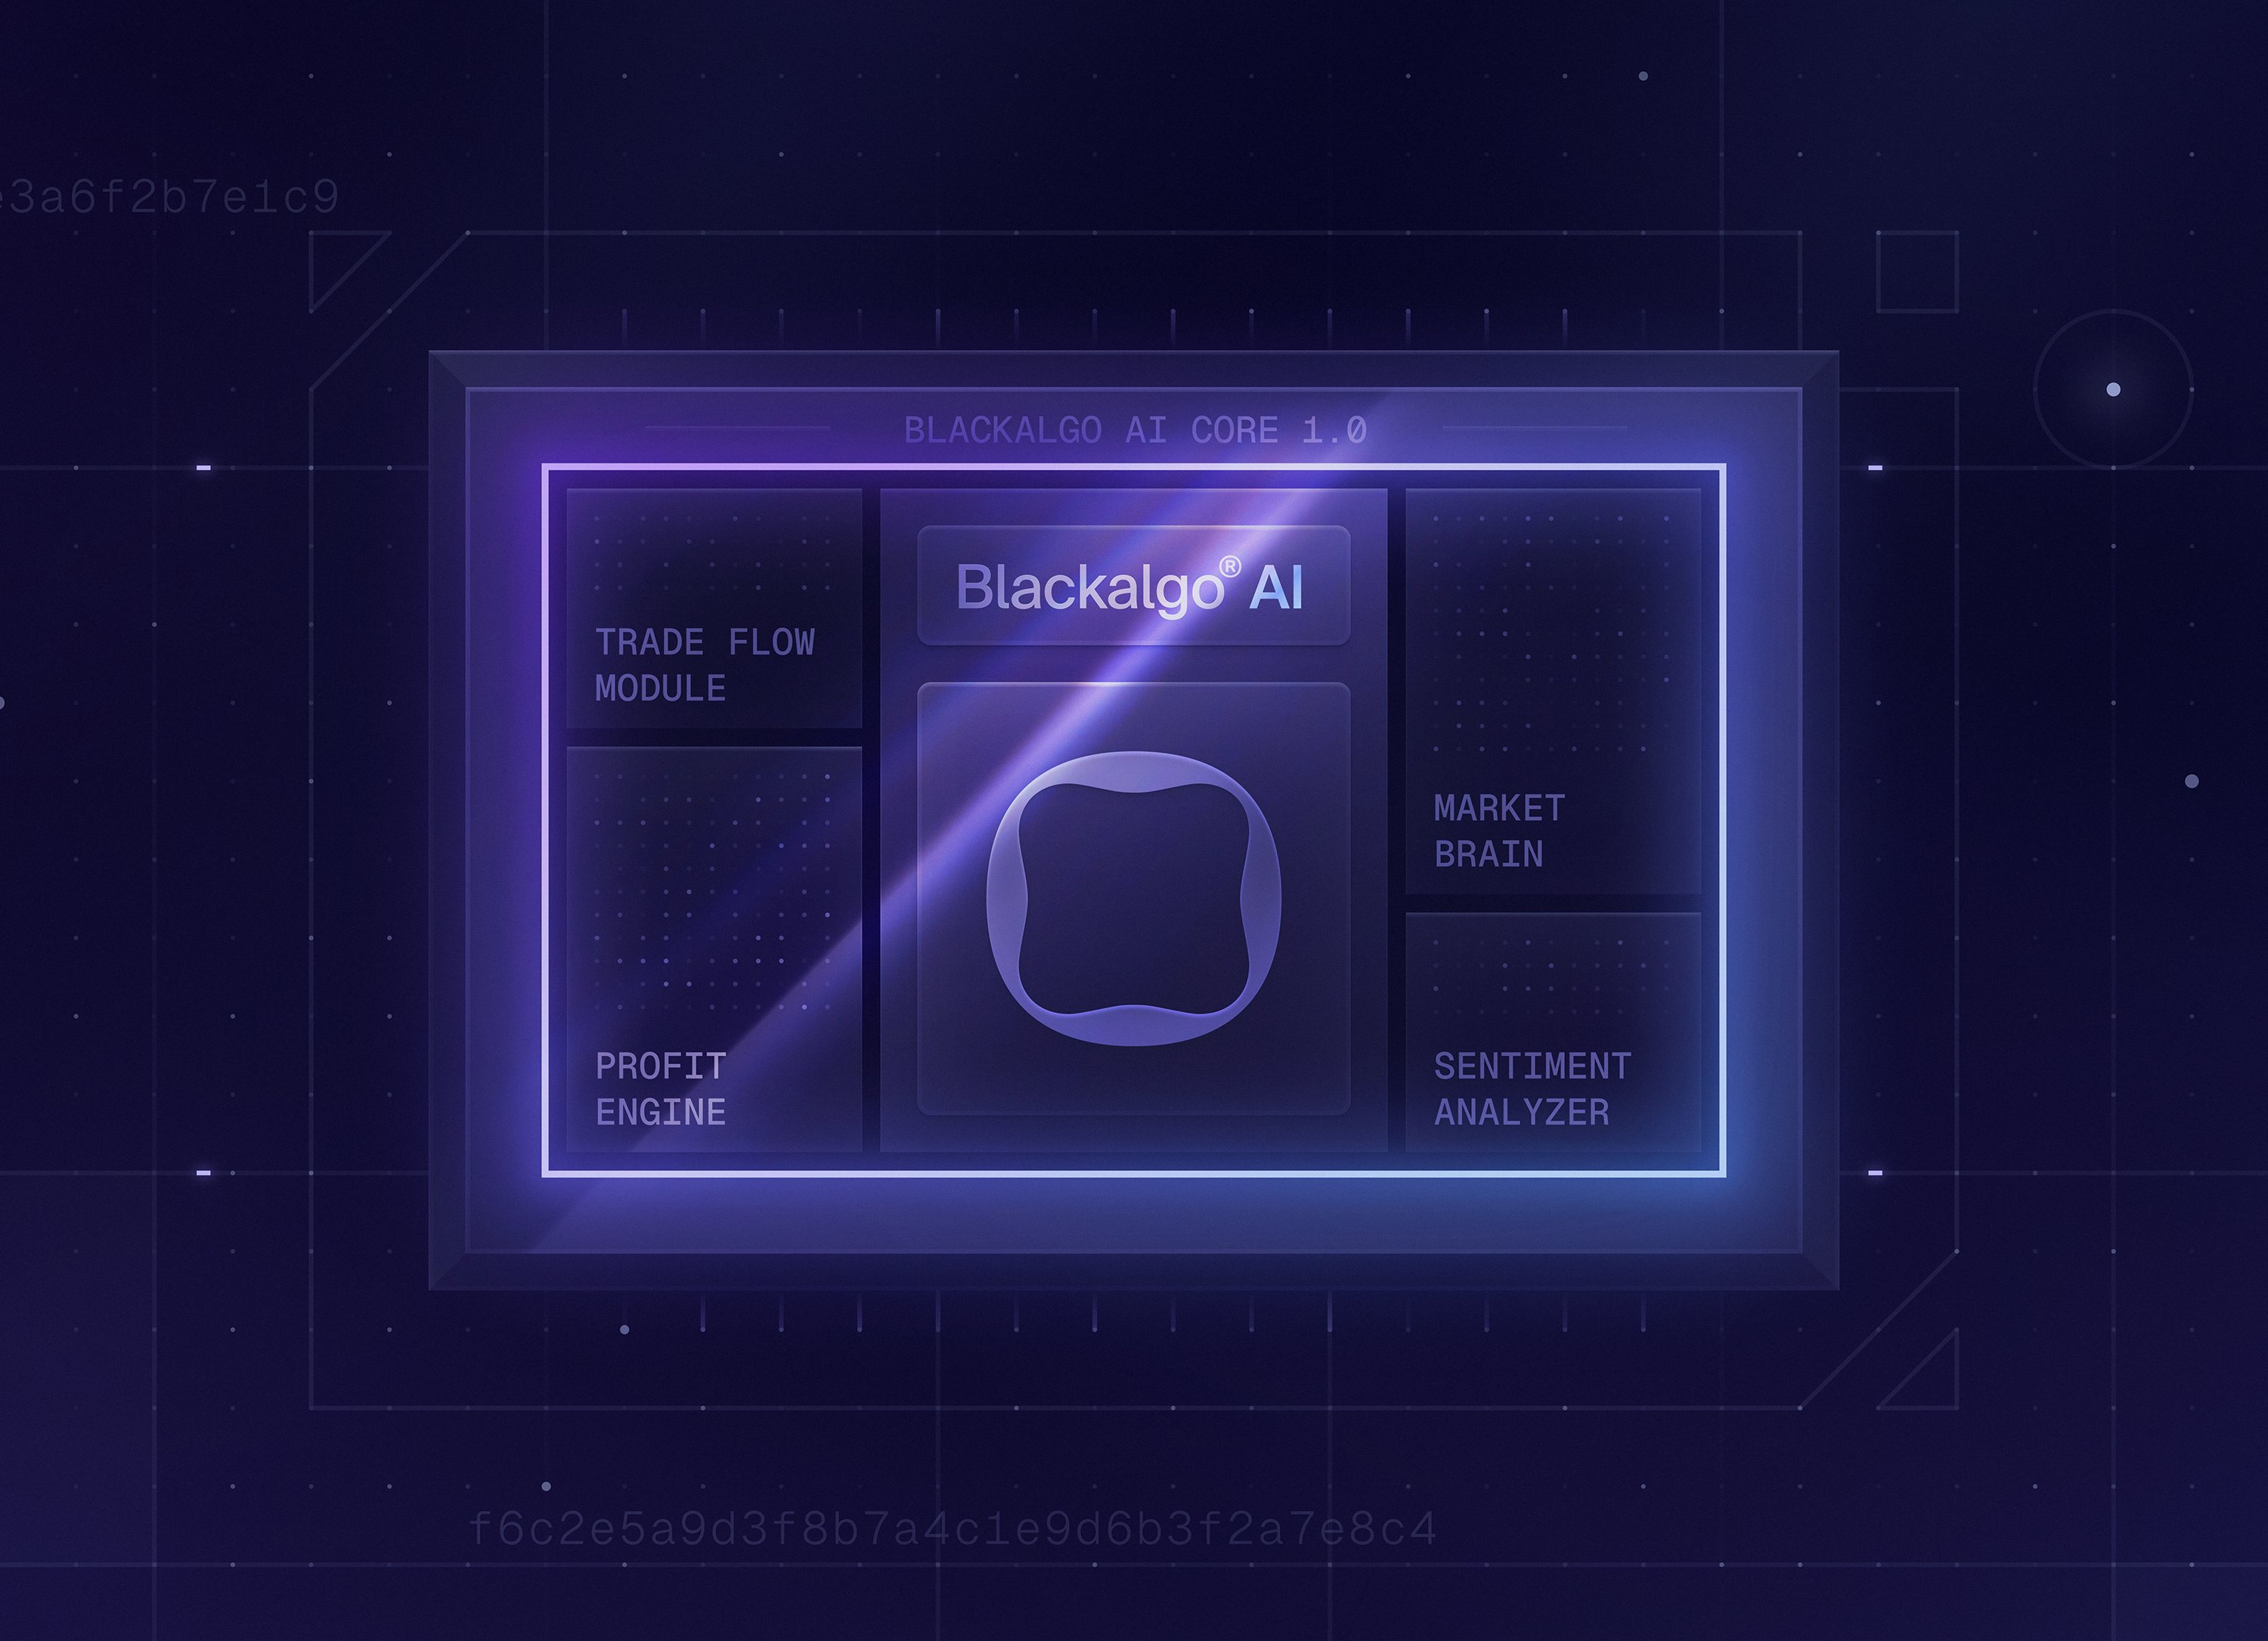 e3a6f2b7e1c9
BLACKALGO AI CORE 1.0
Blackalgo® AI
TRADE FLOW
MODULE
PROFIT
ENGINE
MARKET
BRAIN
SENTIMENT
ANALYZER
f6c2e5a9d3f8b7a4c1e9d6b3f2a7e8c4